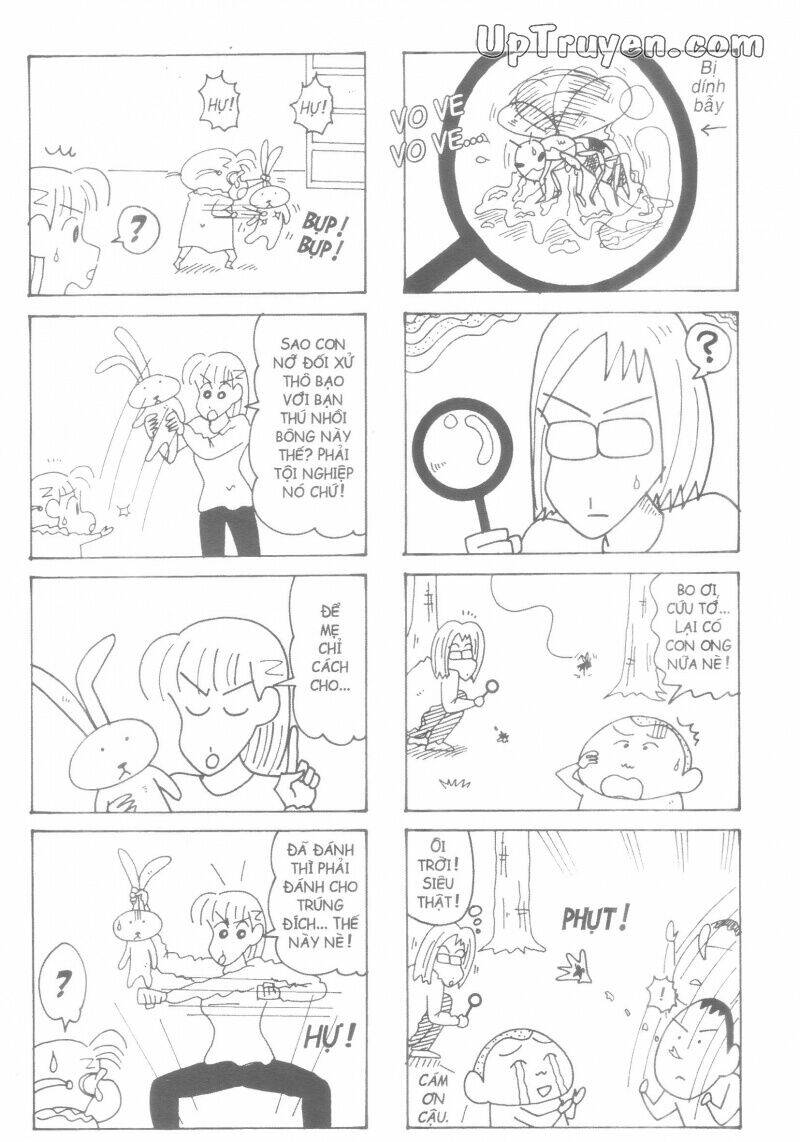 UpTruyen.com
HỰ!
HỰ!
?
BỤP!
BỤP!
SAO CON
NỠ ĐỐI XỬ
THÔ BẠO
VỚI BẠN
THÚ NHỒI
BÔNG NÀY
THẾ? PHẢI
TỘI NGHIỆP
NÓ CHỨ!
ĐỂ
MẸ
CHỈ
CÁCH
CHO...
ĐÃ ĐÁNH
THÌ PHẢI
ĐÁNH CHO
TRÚNG
ĐÍCH... THẾ
NÀY NÈ!
?
HỰ!
Bị
dính
bẫy
VO VE
VO VE....
?
BO ƠI,
CỨU TỚ...
LẠI CÓ
CON ONG
NỮA NÈ!
ÔI
TRỜI!
SIÊU
THẬT!
PHỤT!
!
CÁM
ƠN
CẬU.